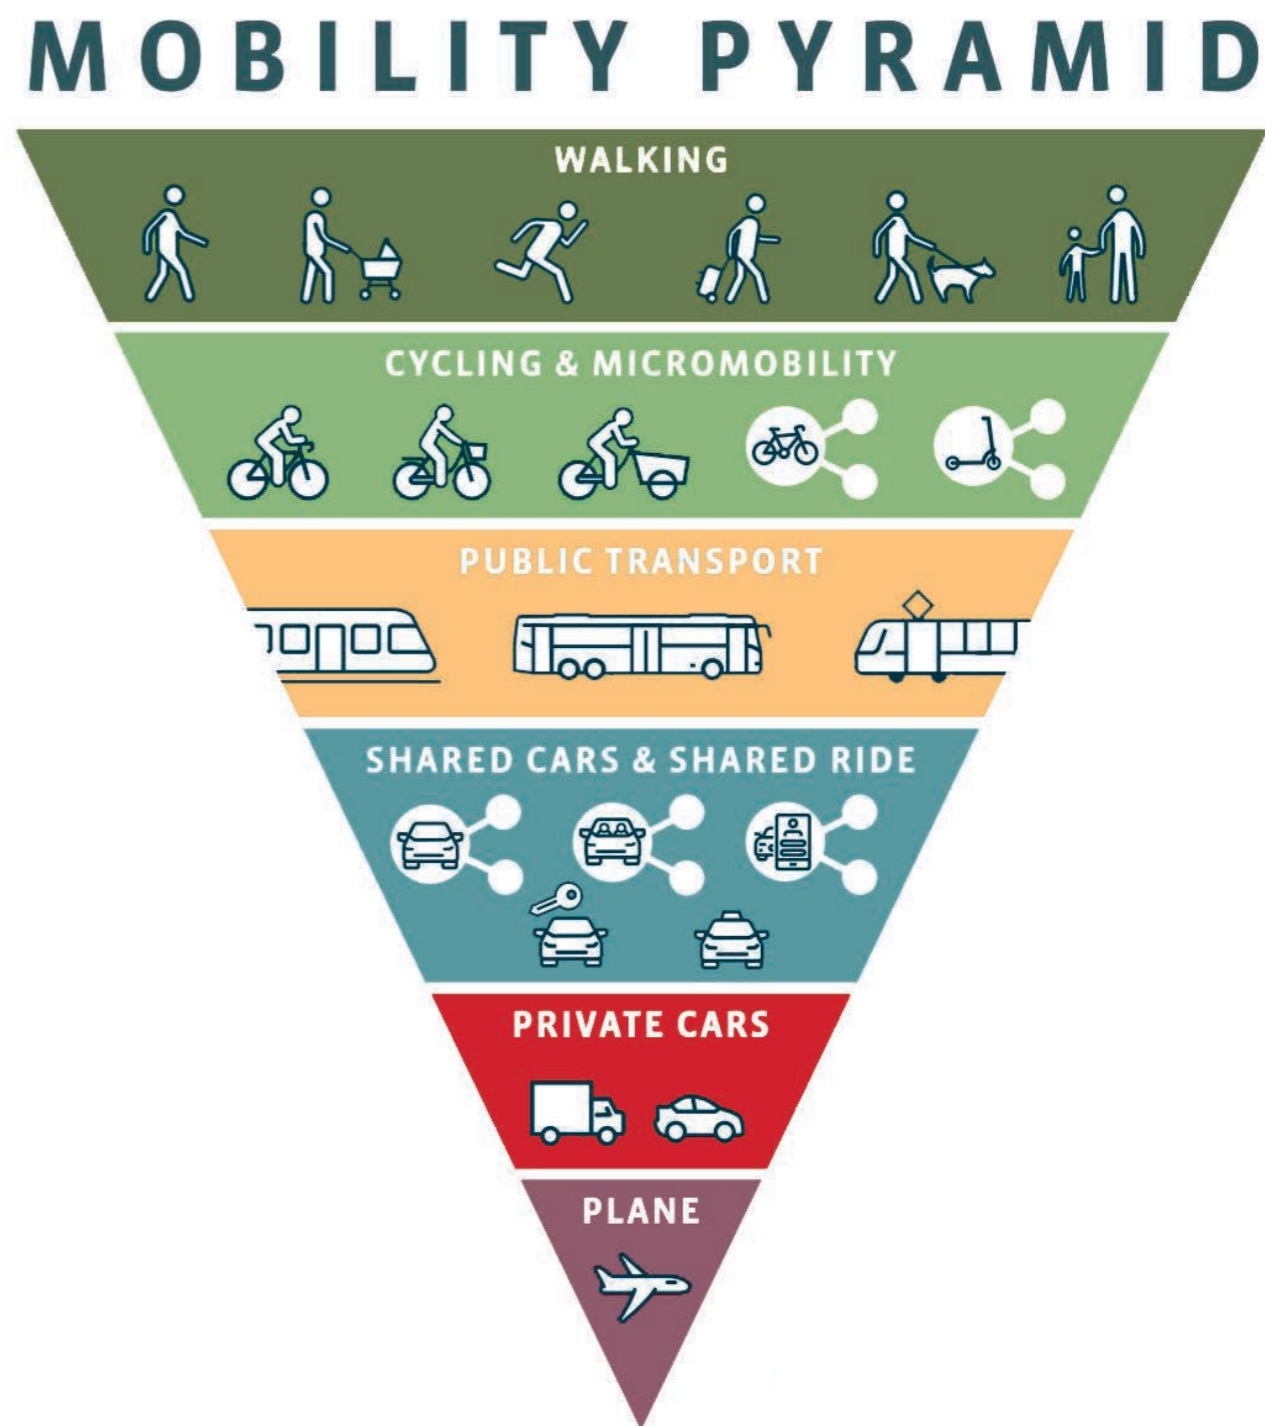 MOBILITY PYRAMID
WALKING
CYCLING & MICROMOBILITY
PUBLIC TRANSPORT
SHARED CARS & SHARED RIDE
PRIVATE CARS
PLANE